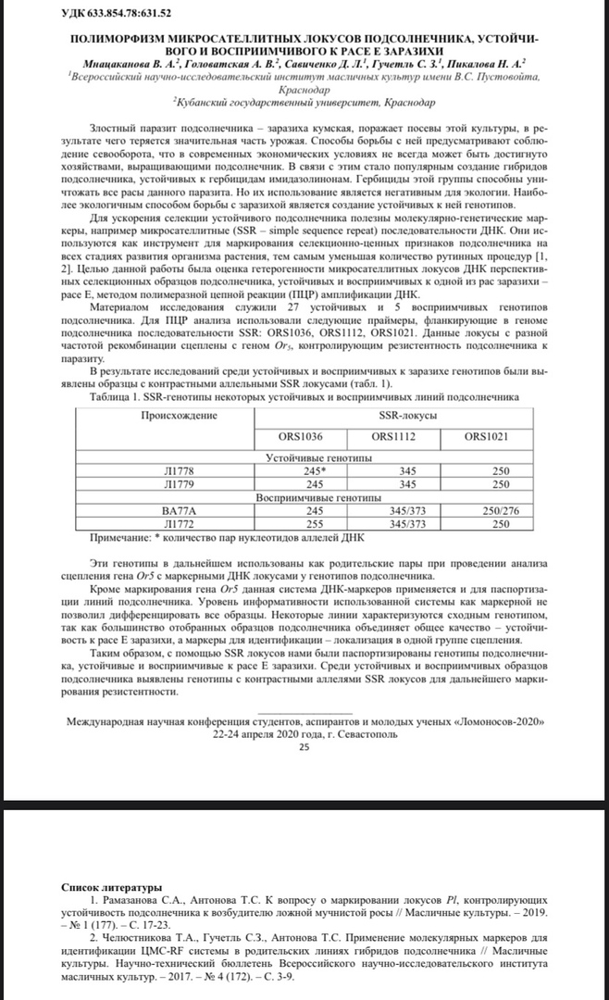 УДК 633.854.78:631.52
ПОЛИМОРФИЗМ МИКРОСАТЕЛЛИТНЫХ ЛОКУСОВ ПОДСОЛНЕЧНИКА, УСТОЙЧИ-
ВОГО И ВОСПРИИМЧИВОГО К РАСЕ Е ЗАРАЗИХИ
Мнацаканова В. А.², Головатская А. В.², Савиченко Д. Л.¹, Гучетль С. З.¹, Пикалова Н. А.²
¹Всероссийский научно-исследовательский институт масличных культур имени В.С. Пустовойта,
Краснодар
²Кубанский государственный университет, Краснодар
Злостный паразит подсолнечника – заразиха кумская, поражает посевы этой культуры, в ре-
зультате чего теряется значительная часть урожая. Способы борьбы с ней предусматривают соблю-
дение севооборота, что в современных экономических условиях не всегда может быть достигнуто
хозяйствами, выращивающими подсолнечник. В связи с этим стало популярным создание гибридов
подсолнечника, устойчивых к гербицидам имидазолинонам. Гербициды этой группы способны уни-
чтожать все расы данного паразита. Но их использование является негативным для экологии. Наибо-
лее экологичным способом борьбы с заразихой является создание устойчивых к ней генотипов.
Для ускорения селекции устойчивого подсолнечника полезны молекулярно-генетические мар-
керы, например микросателлитные (SSR – simple sequence repeat) последовательности ДНК. Они ис-
пользуются как инструмент для маркирования селекционно-ценных признаков подсолнечника на
всех стадиях развития организма растения, тем самым уменьшая количество рутинных процедур [1,
2]. Целью данной работы была оценка гетерогенности микросателлитных локусов ДНК перспектив-
ных селекционных образцов подсолнечника, устойчивых и восприимчивых к одной из рас заразихи –
расе Е, методом полимеразной цепной реакции (ПЦР) амплификации ДНК.
Материалом исследования служили 27 устойчивых и 5 восприимчивых генотипов
подсолнечника. Для ПЦР анализа использовали следующие праймеры, фланкирующие в геноме
подсолнечника последовательности SSR: ORS1036, ORS1112, ORS1021. Данные локусы с разной
частотой рекомбинации сцеплены с геном Or₅, контролирующим резистентность подсолнечника к
паразиту.
В результате исследований среди устойчивых и восприимчивых к заразихе генотипов были вы-
явлены образцы с контрастными аллельными SSR локусами (табл. 1).
Таблица 1. SSR-генотипы некоторых устойчивых и восприимчивых линий подсолнечника
Происхождение SSR-локусы
ORS1036 ORS1112 ORS1021
Устойчивые генотипы
Л1778 245* 345 250
Л1779 245 345 250
Восприимчивые генотипы
ВА77А 245 345/373 250/276
Л1772 255 345/373 250
Примечание: * количество пар нуклеотидов аллелей ДНК
Эти генотипы в дальнейшем использованы как родительские пары при проведении анализа
сцепления гена Or5 с маркерными ДНК локусами у генотипов подсолнечника.
Кроме маркирования гена Or5 данная система ДНК-маркеров применяется и для паспортиза-
ции линий подсолнечника. Уровень информативности использованной системы как маркерной не
позволил дифференцировать все образцы. Некоторые линии характеризуются сходным генотипом,
так как большинство отобранных образцов подсолнечника объединяет общее качество – устойчи-
вость к расе Е заразихи, а маркеры для идентификации – локализация в одной группе сцепления.
Таким образом, с помощью SSR локусов нами были паспортизированы генотипы подсолнечни-
ка, устойчивые и восприимчивые к расе Е заразихи. Среди устойчивых и восприимчивых образцов
подсолнечника выявлены генотипы с контрастными аллелями SSR локусов для дальнейшего марки-
рования резистентности.
Международная научная конференция студентов, аспирантов и молодых ученых «Ломоносов-2020»
22-24 апреля 2020 года, г. Севастополь
25
Список литературы
1. Рамазанова С.А., Антонова Т.С. К вопросу о маркировании локусов Pl, контролирующих
устойчивость подсолнечника к возбудителю ложной мучнистой росы // Масличные культуры. – 2019.
– № 1 (177). – С. 17-23.
2. Челюстникова Т.А., Гучетль С.З., Антонова Т.С. Применение молекулярных маркеров для
идентификации ЦМС-RF системы в родительских линиях гибридов подсолнечника // Масличные
культуры. Научно-технический бюллетень Всероссийского научно-исследовательского института
масличных культур. – 2017. – № 4 (172). – С. 3-9.